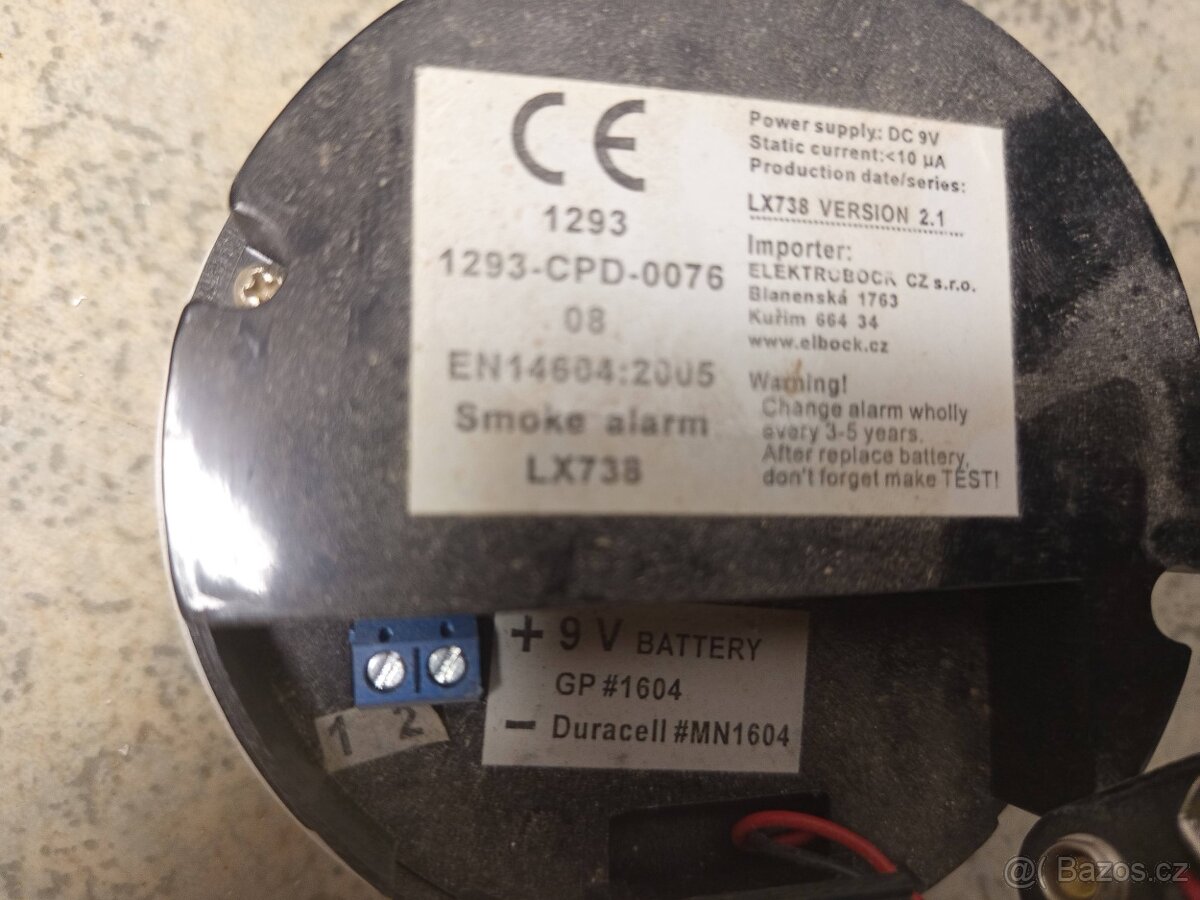 CE
1293
1293-CPD-0076
08
EN14604:2005
Smoke alarm
LX738
Power supply: DC 9V
Static current:<10 µA
Production date/series:
LX738 VERSION 2.1
Importer:
ELEKTROBOCK CZ s.r.o.
Blanenská 1763
Kuřim 664 34
www.elbock.cz
Warning!
Change alarm wholly
every 3-5 years.
After replace battery,
don't forget make TEST!
1 2
+ 9 V BATTERY
GP #1604
- Duracell #MN1604
@( Bazos.cz